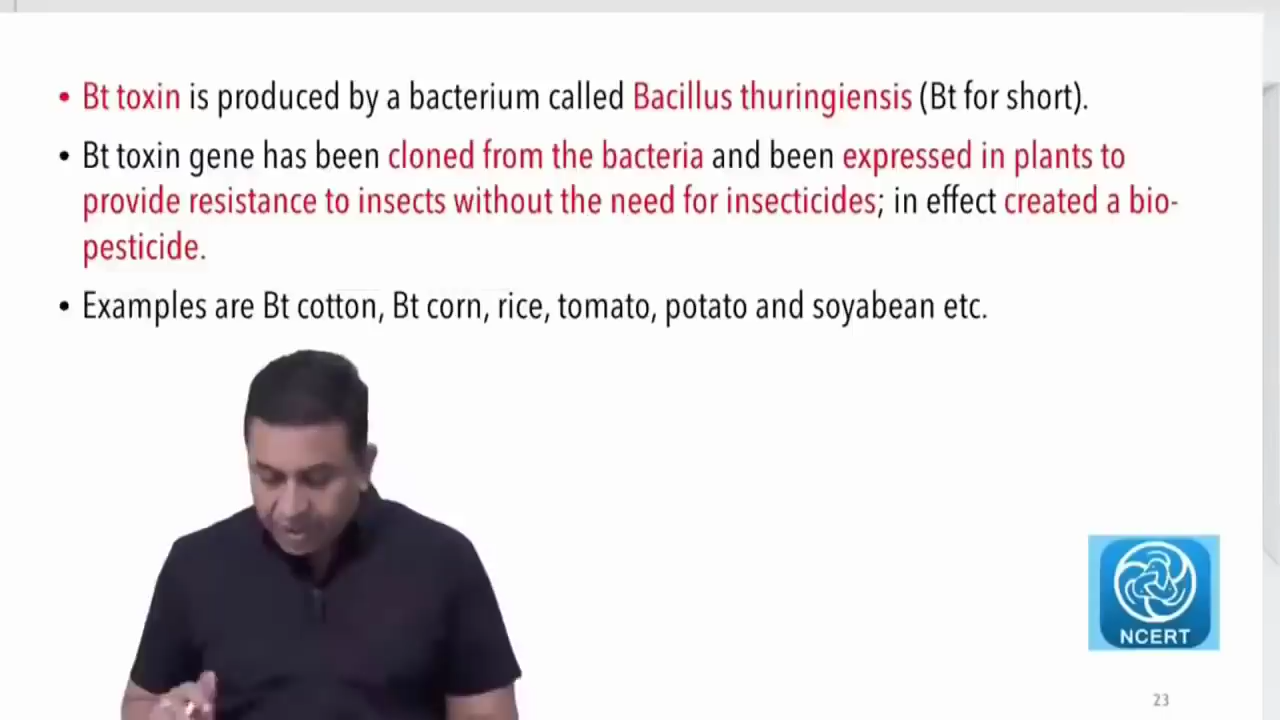 • Bt toxin is produced by a bacterium called Bacillus thuringiensis (Bt for short).
• Bt toxin gene has been cloned from the bacteria and been expressed in plants to
provide resistance to insects without the need for insecticides; in effect created a bio-
pesticide.
• Examples are Bt cotton, Bt corn, rice, tomato, potato and soyabean etc.
NCERT
23